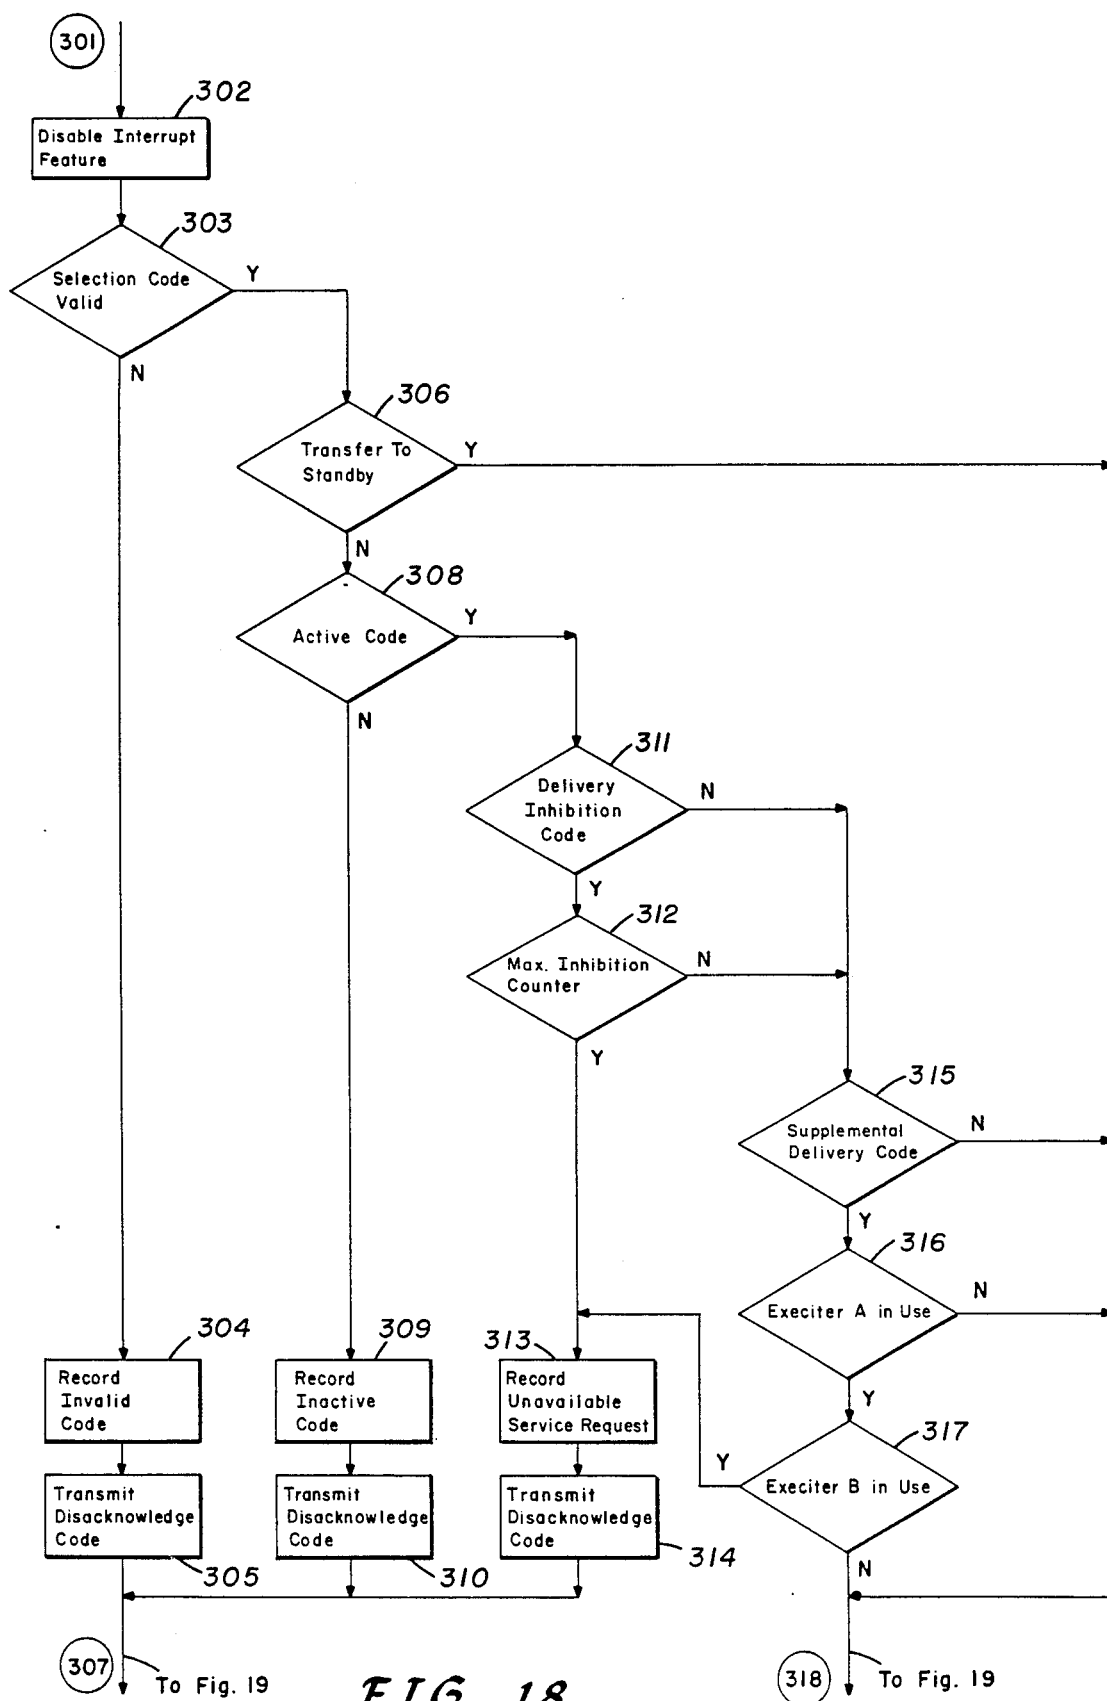 301
302
Disable Interrupt
Feature
303
Selection Code
Valid
Y
N
306
Transfer To
Standby
Y
N
308
Active Code
Y
N
311
Delivery
Inhibition
Code
N
Y
312
Max. Inhibition
Counter
N
Y
315
Supplemental
Delivery Code
N
Y
316
Execiter A in Use
N
Y
304
Record
Invalid
Code
309
Record
Inactive
Code
313
Record
Unavailable
Service Request
317
Execiter B in Use
Y
N
Transmit
Disacknowledge
Code
305
Transmit
Disacknowledge
Code
310
Transmit
Disacknowledge
Code
314
307
To Fig. 19
FIG. 18
318
To Fig. 19